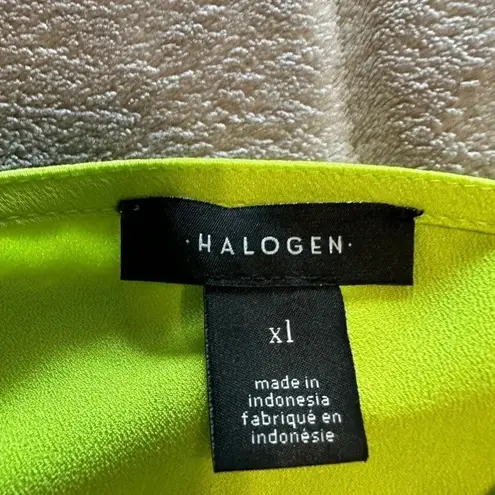 ·HALOGEN·
xl
made in
indonesia
fabriqué en
indonésie